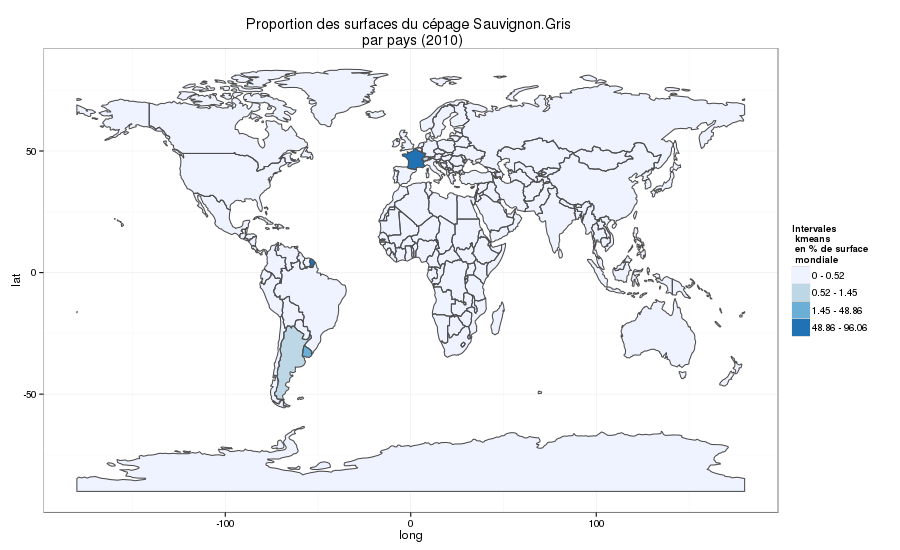 Proportion des surfaces du cépage Sauvignon.Gris
par pays (2010)
50
0
-50
lat
-100
0
100
long
Intervales
kmeans
en % de surface
mondiale
0 - 0.52
0.52 - 1.45
1.45 - 48.86
48.86 - 96.06